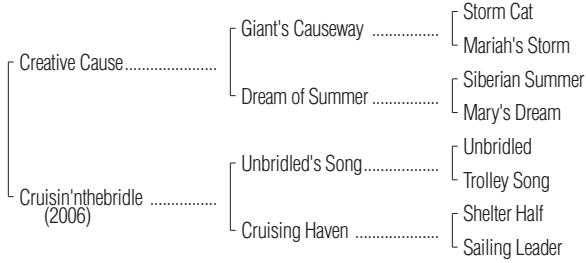 Storm Cat
Giant's Causeway ................
Mariah's Storm
Creative Cause......................
Siberian Summer
Dream of Summer ................
Mary's Dream
Unbridled
Unbridled's Song..................
Trolley Song
Cruisin'nthebridle ................
(2006)
Shelter Half
Cruising Haven ....................
Sailing Leader